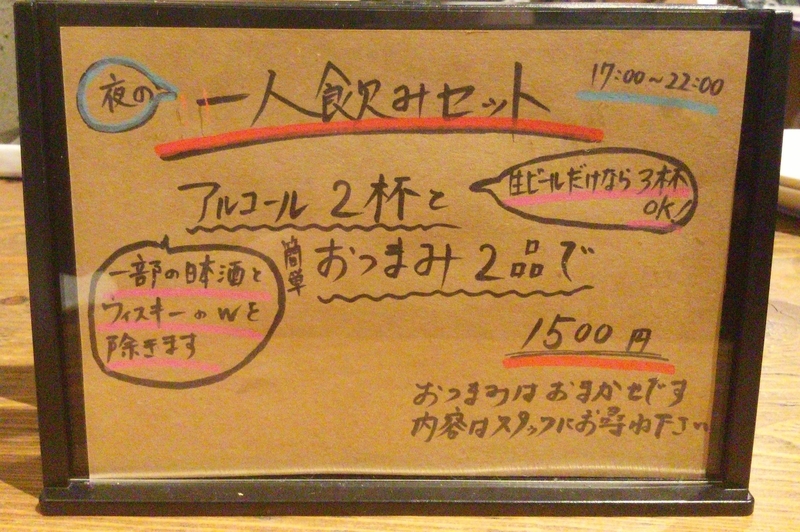 夜の
一人飲みセット
17:00~22:00
アルコール 2杯と
生ビールだけなら3杯
OK!
簡単
おつまみ 2品で
一部の日本酒と
ウィスキーのWを
除きます
1500円
おつまみはおまかせです
内容はスタッフにお尋ね下さい